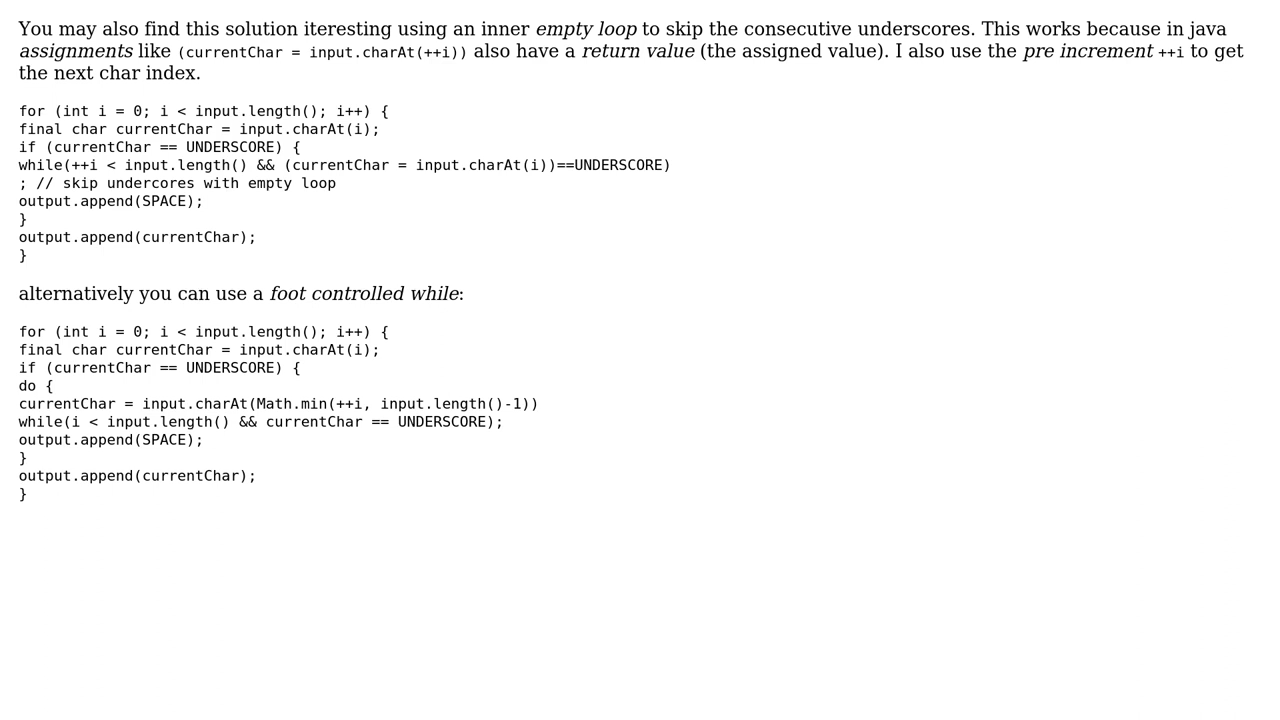 You may also find this solution iteresting using an inner empty loop to skip the consecutive underscores. This works because in java
assignments like (currentChar = input.charAt(++i)) also have a return value (the assigned value). I also use the pre increment ++i to get
the next char index.
for (int i = 0; i < input.length(); i++) {
final char currentChar = input.charAt(i);
if (currentChar == UNDERSCORE) {
while(++i < input.length() && (currentChar = input.charAt(i))==UNDERSCORE)
; // skip undercores with empty loop
output.append(SPACE);
}
output.append(currentChar);
}
alternatively you can use a foot controlled while:
for (int i = 0; i < input.length(); i++) {
final char currentChar = input.charAt(i);
if (currentChar == UNDERSCORE) {
do {
currentChar = input.charAt(Math.min(++i, input.length()-1))
while(i < input.length() && currentChar == UNDERSCORE);
output.append(SPACE);
}
output.append(currentChar);
}